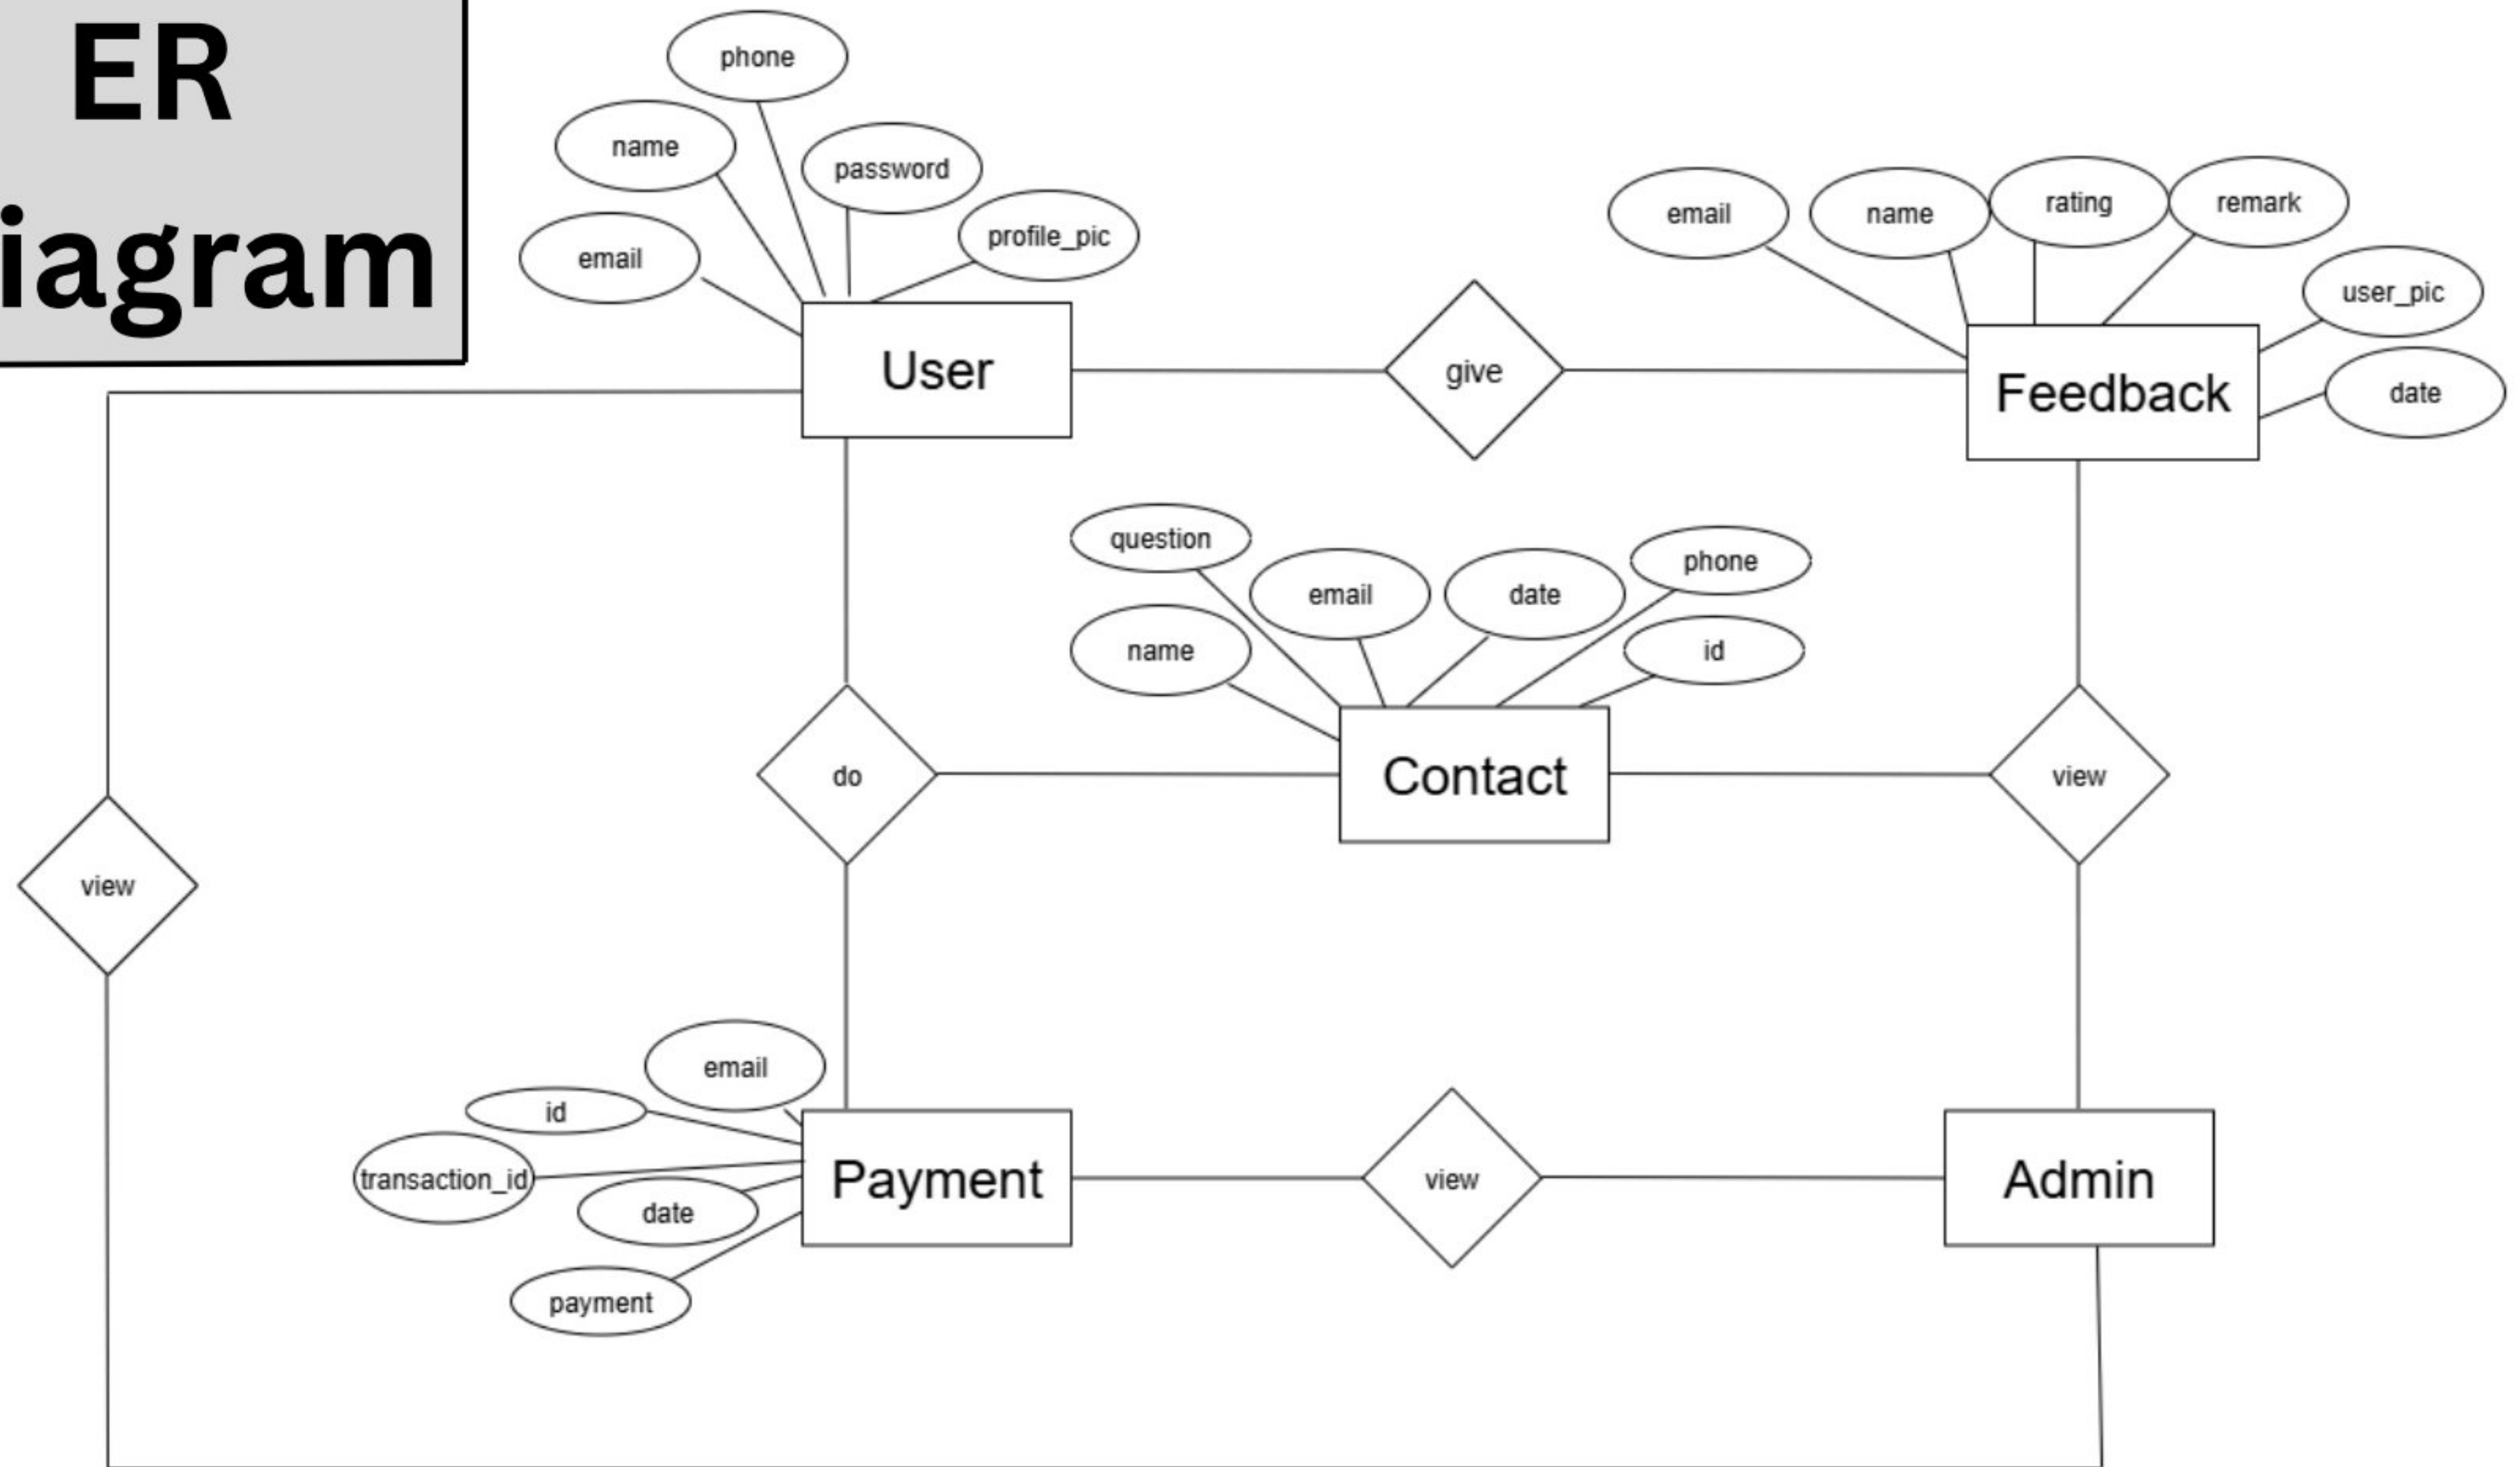 ER
iagram
phone
name
password
email
profile_pic
email
name
rating
remark
user_pic
date
User
give
Feedback
question
email
date
phone
name
id
do
Contact
view
view
email
id
transaction_id
date
payment
Payment
view
Admin